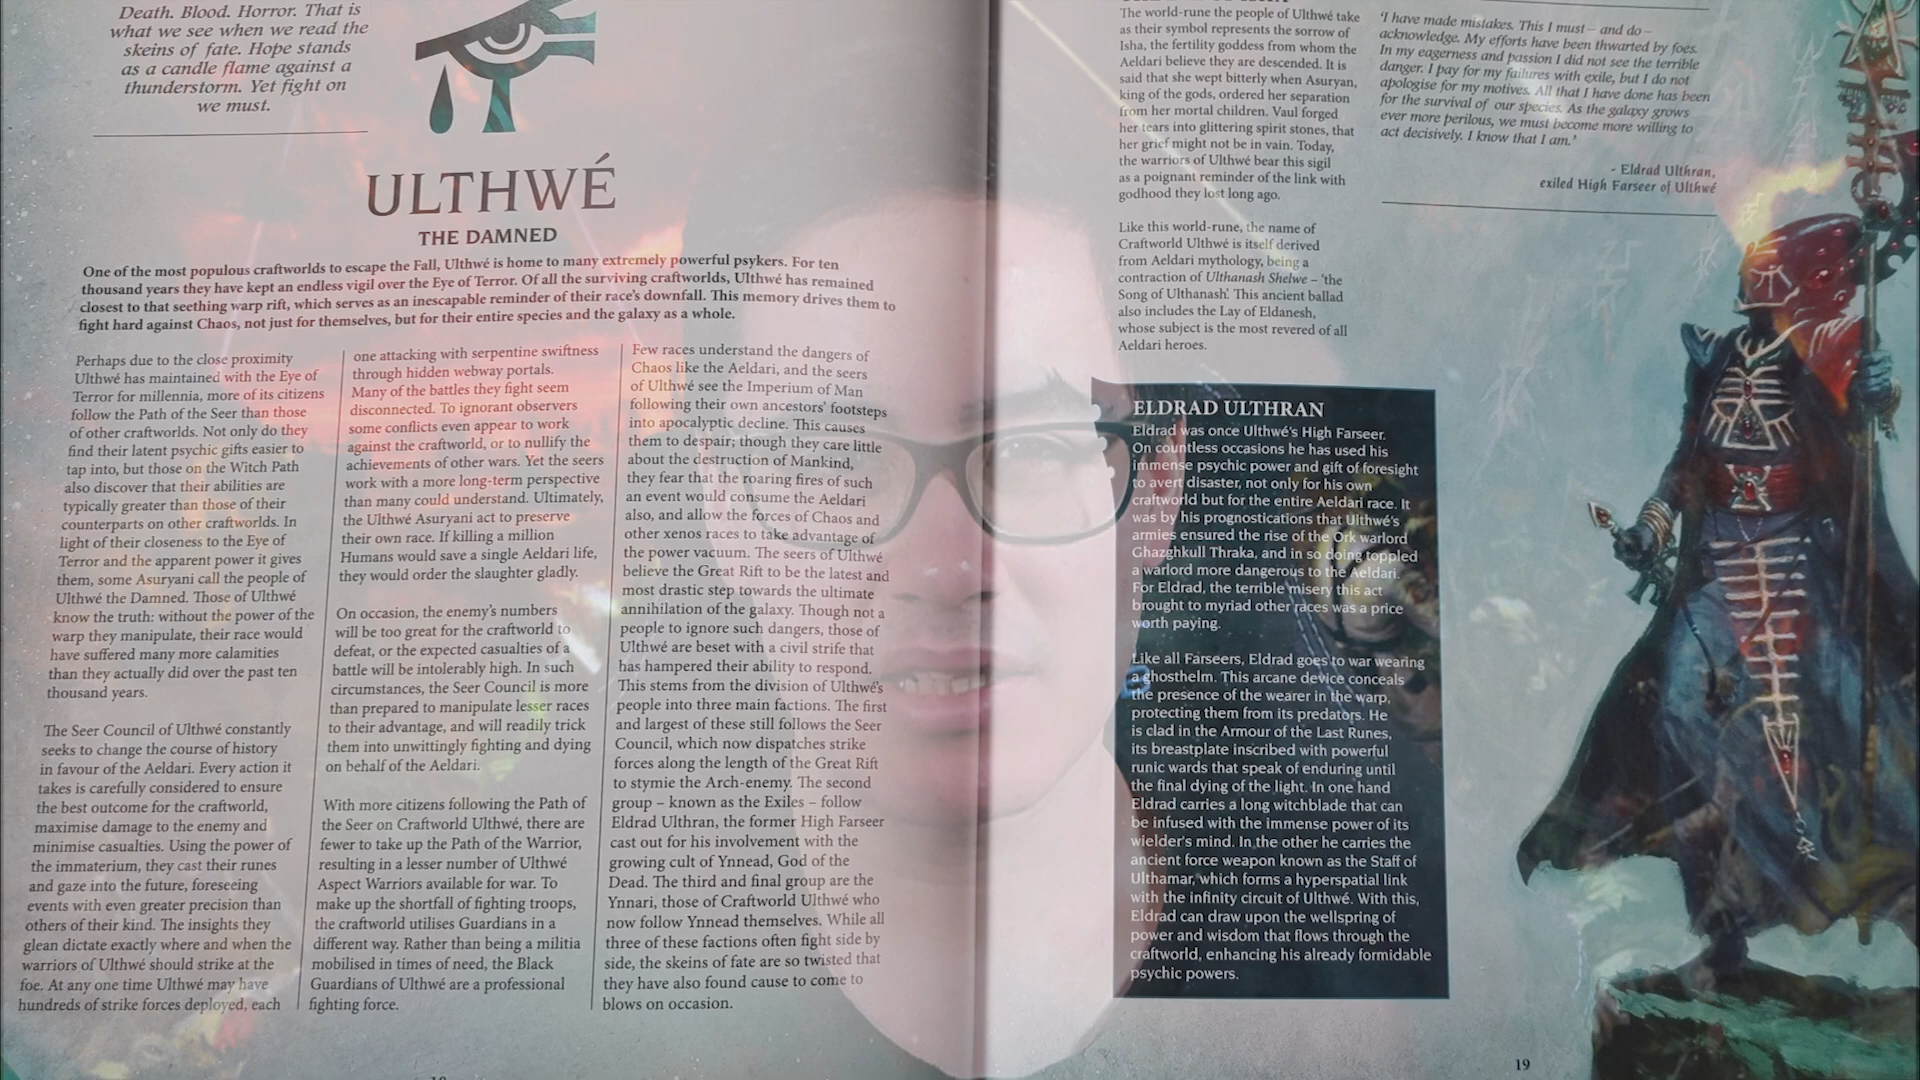 Death. Blood. Horror. That is
what we see when we read the
skeins of fate. Hope stands
as a candle flame against a
thunderstorm. Yet fight on
we must.
ULTHWÉ
THE DAMNED
One of the most populous craftworlds to escape the Fall, Ulthwé is home to many extremely powerful psykers. For ten
thousand years they have kept an endless vigil over the Eye of Terror. Of all the surviving craftworlds, Ulthwé has remained
closest to that seething warp rift, which serves as an inescapable reminder of their race's downfall. This memory drives them to
fight hard against Chaos, not just for themselves, but for their entire species and the galaxy as a whole.
Perhaps due to the close proximity
Ulthwé has maintained with the Eye of
Terror for millennia, more of its citizens
follow the Path of the Seer than those
of other craftworlds. Not only do they
find their latent psychic gifts easier to
tap into, but those on the Witch Path
also discover that their abilities are
typically greater than those of their
counterparts on other craftworlds. In
light of their closeness to the Eye of
Terror and the apparent power it gives
them, some Asuryani call the people of
Ulthwé the Damned. Those of Ulthwé
know the truth: without the power of the
warp they manipulate, their race would
have suffered many more calamities
than they actually did over the past ten
thousand years.
The Seer Council of Ulthwé constantly
seeks to change the course of history
in favour of the Aeldari. Every action it
takes is carefully considered to ensure
the best outcome for the craftworld,
maximise damage to the enemy and
minimise casualties. Using the power of
the immaterium, they cast their runes
and gaze into the future, foreseeing
events with even greater precision than
others of their kind. The insights they
glean dictate exactly where and when the
warriors of Ulthwé should strike at the
foe. At any one time Ulthwé may have
hundreds of strike forces deployed, each
one attacking with serpentine swiftness
through hidden webway portals.
Many of the battles they fight seem
disconnected. To ignorant observers
some conflicts even appear to work
against the craftworld, or to nullify the
achievements of other wars. Yet the seers
work with a more long-term perspective
than many could understand. Ultimately,
the Ulthwé Asuryani act to preserve
their own race. If killing a million
Humans would save a single Aeldari life,
they would order the slaughter gladly.
On occasion, the enemy's numbers
will be too great for the craftworld to
defeat, or the expected casualties of a
battle will be intolerably high. In such
circumstances, the Seer Council is more
than prepared to manipulate lesser races
to their advantage, and will readily trick
them into unwittingly fighting and dying
on behalf of the Aeldari.
With more citizens following the Path of
the Seer on Craftworld Ulthwé, there are
fewer to take up the Path of the Warrior,
resulting in a lesser number of Ulthwé
Aspect Warriors available for war. To
make up the shortfall of fighting troops,
the craftworld utilises Guardians in a
different way. Rather than being a militia
mobilised in times of need, the Black
Guardians of Ulthwé are a professional
fighting force.
Few races understand the dangers of
Chaos like the Aeldari, and the seers
of Ulthwé see the Imperium of Man
following their own ancestors' footsteps
into apocalyptic decline. This causes
them to despair; though they care little
about the destruction of Mankind,
they fear that the roaring fires of such
an event would consume the Aeldari
also, and allow the forces of Chaos and
other xenos races to take advantage of
the power vacuum. The seers of Ulthwé
believe the Great Rift to be the latest and
most drastic step towards the ultimate
annihilation of the galaxy. Though not a
people to ignore such dangers, those of
Ulthwé are beset with a civil strife that
has hampered their ability to respond.
This stems from the division of Ulthwé's
people into three main factions. The first
and largest of these still follows the Seer
Council, which now dispatches strike
forces along the length of the Great Rift
to stymie the Arch-enemy. The second
group – known as the Exiles – follow
Eldrad Ulthran, the former High Farseer
cast out for his involvement with the
growing cult of Ynnead, God of the
Dead. The third and final group are the
Ynnari, those of Craftworld Ulthwé who
now follow Ynnead themselves. While all
three of these factions often fight side by
side, the skeins of fate are so twisted that
they have also found cause to come to
blows on occasion.
The world-rune the people of Ulthwé take
as their symbol represents the sorrow of
Isha, the fertility goddess from whom the
Aeldari believe they are descended. It is
said that she wept bitterly when Asuryan,
king of the gods, ordered her separation
from her mortal children. Vaul forged
her tears into glittering spirit stones, that
her grief might not be in vain. Today,
the warriors of Ulthwé bear this sigil
as a poignant reminder of the link with
godhood they lost long ago.
Like this world-rune, the name of
Craftworld Ulthwé is itself derived
from Aeldari mythology, being a
contraction of Ulthanash Shelwe – 'the
Song of Ulthanash'. This ancient ballad
also includes the Lay of Eldanesh,
whose subject is the most revered of all
Aeldari heroes.
'I have made mistakes. This I must – and do –
acknowledge. My efforts have been thwarted by foes.
In my eagerness and passion I did not see the terrible
danger. I pay for my failures with exile, but I do not
apologise for my motives. All that I have done has been
for the survival of our species. As the galaxy grows
ever more perilous, we must become more willing to
act decisively. I know that I am.'
- Eldrad Ulthran,
exiled High Farseer of Ulthwé
ELDRAD ULTHRAN
Eldrad was once Ulthwé's High Farseer.
On countless occasions he has used his
immense psychic power and gift of foresight
to avert disaster, not only for his own
craftworld but for the entire Aeldari race. It
was by his prognostications that Ulthwé's
armies ensured the rise of the Ork warlord
Ghazghkull Thraka, and in so doing toppled
a warlord more dangerous to the Aeldari.
For Eldrad, the terrible misery this act
brought to myriad other races was a price
worth paying.
Like all Farseers, Eldrad goes to war wearing
a ghosthelm. This arcane device conceals
the presence of the wearer in the warp,
protecting them from its predators. He
is clad in the Armour of the Last Runes,
its breastplate inscribed with powerful
runic wards that speak of enduring until
the final dying of the light. In one hand
Eldrad carries a long witchblade that can
be infused with the immense power of its
wielder's mind. In the other he carries the
ancient force weapon known as the Staff of
Ulthamar, which forms a hyperspatial link
with the infinity circuit of Ulthwé. With this,
Eldrad can draw upon the wellspring of
power and wisdom that flows through the
craftworld, enhancing his already formidable
psychic powers.
19